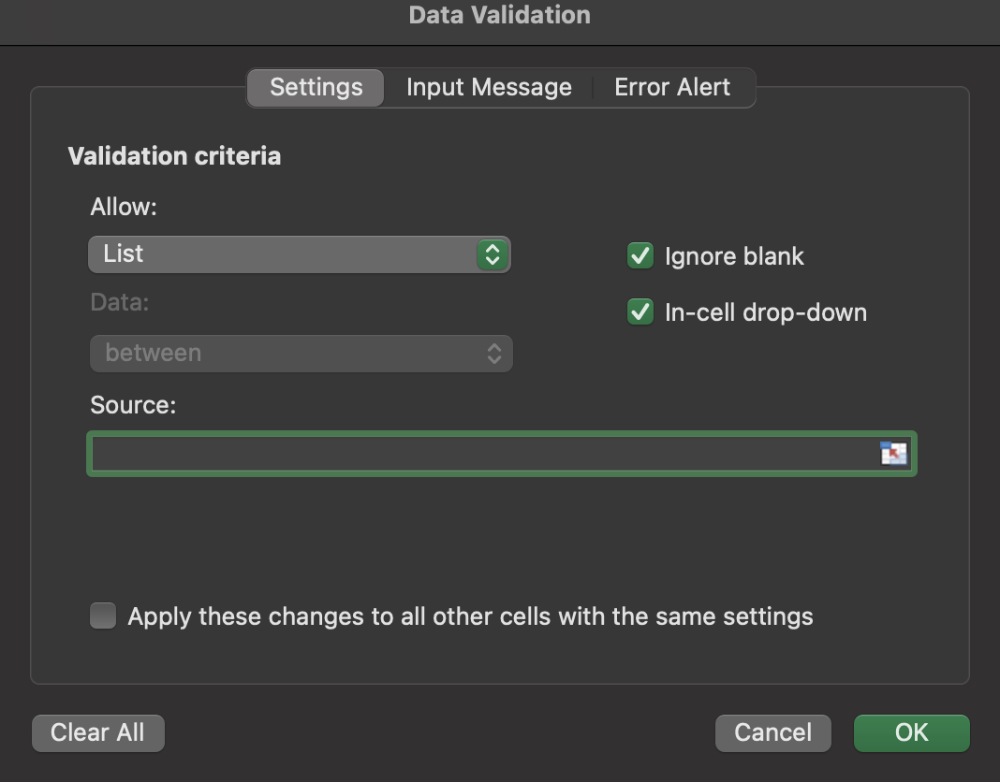 Data Validation
Settings Input Message Error Alert
Validation criteria
Allow:
List
Ignore blank
Data:
In-cell drop-down
between
Source:
Apply these changes to all other cells with the same settings
Clear All Cancel OK